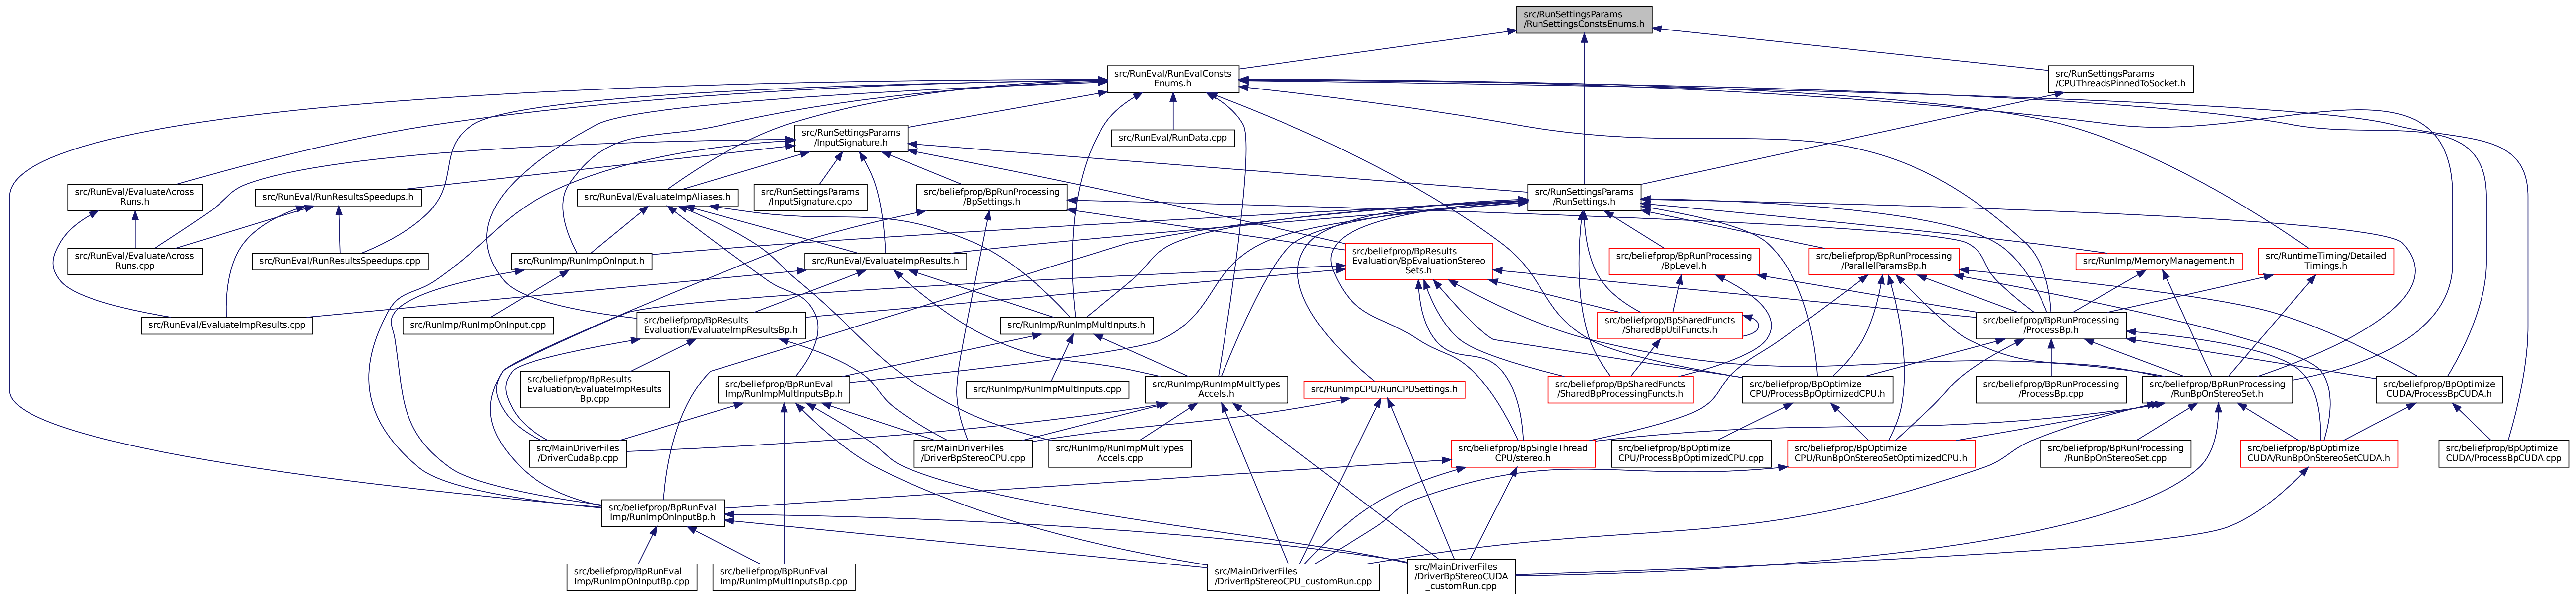 src/RunSettingsParams
/RunSettingsConstsEnums.h
src/RunEval/RunEvalConsts
Enums.h
src/RunSettingsParams
/CPUThreadsPinnedToSocket.h
src/RunSettingsParams
/InputSignature.h
src/RunEval/RunData.cpp
src/RunEval/EvaluateAcross
Runs.h
src/RunEval/RunResultsSpeedups.h
src/RunEval/EvaluateImpAliases.h
src/RunSettingsParams
/InputSignature.cpp
src/beliefprop/BpRunProcessing
/BpSettings.h
src/RunSettingsParams
/RunSettings.h
src/RunEval/EvaluateAcross
Runs.cpp
src/RunEval/RunResultsSpeedups.cpp
src/RunImp/RunImpOnInput.h
src/RunEval/EvaluateImpResults.h
src/beliefprop/BpResults
Evaluation/BpEvaluationStereo
Sets.h
src/beliefprop/BpRunProcessing
/BpLevel.h
src/beliefprop/BpRunProcessing
/ParallelParamsBp.h
src/RunImp/MemoryManagement.h
src/RuntimeTiming/Detailed
Timings.h
src/RunEval/EvaluateImpResults.cpp
src/RunImp/RunImpOnInput.cpp
src/beliefprop/BpResults
Evaluation/EvaluateImpResultsBp.h
src/RunImp/RunImpMultInputs.h
src/beliefprop/BpSharedFuncts
/SharedBpUtilFuncts.h
src/beliefprop/BpRunProcessing
/ProcessBp.h
src/beliefprop/BpResults
Evaluation/EvaluateImpResults
Bp.cpp
src/beliefprop/BpRunEval
Imp/RunImpMultInputsBp.h
src/RunImp/RunImpMultInputs.cpp
src/RunImp/RunImpMultTypes
Accels.h
src/RunImpCPU/RunCPUSettings.h
src/beliefprop/BpSharedFuncts
/SharedBpProcessingFuncts.h
src/beliefprop/BpOptimize
CPU/ProcessBpOptimizedCPU.h
src/beliefprop/BpRunProcessing
/ProcessBp.cpp
src/beliefprop/BpRunProcessing
/RunBpOnStereoSet.h
src/beliefprop/BpOptimize
CUDA/ProcessBpCUDA.h
src/MainDriverFiles
/DriverCudaBp.cpp
src/MainDriverFiles
/DriverBpStereoCPU.cpp
src/RunImp/RunImpMultTypes
Accels.cpp
src/beliefprop/BpSingleThread
CPU/stereo.h
src/beliefprop/BpOptimize
CPU/ProcessBpOptimizedCPU.cpp
src/beliefprop/BpOptimize
CPU/RunBpOnStereoSetOptimizedCPU.h
src/beliefprop/BpRunProcessing
/RunBpOnStereoSet.cpp
src/beliefprop/BpOptimize
CUDA/RunBpOnStereoSetCUDA.h
src/beliefprop/BpOptimize
CUDA/ProcessBpCUDA.cpp
src/beliefprop/BpRunEval
Imp/RunImpOnInputBp.h
src/beliefprop/BpRunEval
Imp/RunImpOnInputBp.cpp
src/beliefprop/BpRunEval
Imp/RunImpMultInputsBp.cpp
src/MainDriverFiles
/DriverBpStereoCPU_customRun.cpp
src/MainDriverFiles
/DriverBpStereoCUDA
_customRun.cpp